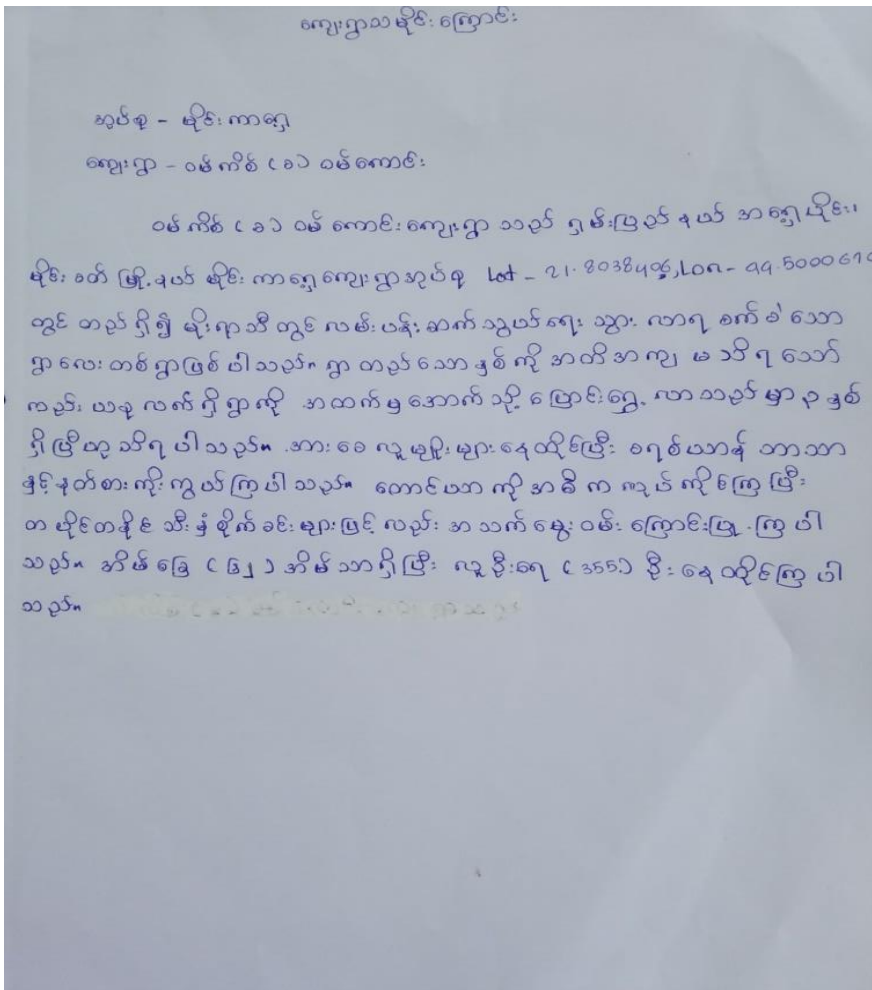 ကျေးရွာသမိုင်းကြောင်း
အုပ်စု - မိုင်းကာရှေ့
ကျေးရွာ - ဝမ်ကိစ် (ခ) ဝမ်ကောင်း
ဝမ်ကိစ် (ခ) ဝမ်ကောင်းကျေးရွာ သည် ရှမ်းပြည်နယ် အရှေ့ပိုင်း၊
မိုင်းခတ်မြို့နယ် မိုင်းကာရှေ့ကျေးရွာအုပ်စု Lat - 21.8038406, Lon - 99.5000610
တွင် တည်ရှိ၍ မိုးရာသီတွင် လမ်းပန်းဆက်သွယ်ရေး သွားလာရ ခက်ခဲသော
ရွာလေးတစ်ရွာဖြစ်ပါသည်။ ရွာတည်သောနှစ်ကို အတိအကျ မသိရသော်
လည်း ယခုလက်ရှိရွာကို အထက်မှအောက်သို့ ပြောင်းရွှေ့လာသည်မှာ ၃ နှစ်
ရှိပြီဟု သိရပါသည်။ အားခေလူမျိုးများနေထိုင်ပြီး ခရစ်ယာန် ဘာသာ
နှင့်နတ်စားကိုးကွယ်ကြပါသည်။ တောင်ယာကို အဓိကလုပ်ကိုင်ကြပြီး
တပိုင်တနိုင် သီးနှံစိုက်ခင်းများဖြင့်လည်း အသက်မွေးဝမ်းကြောင်းပြုကြပါ
သည်။ အိမ်ခြေ (၆၂) အိမ်သာရှိပြီး လူဦးရေ (355) ဦး နေထိုင်ကြပါ
သည်။